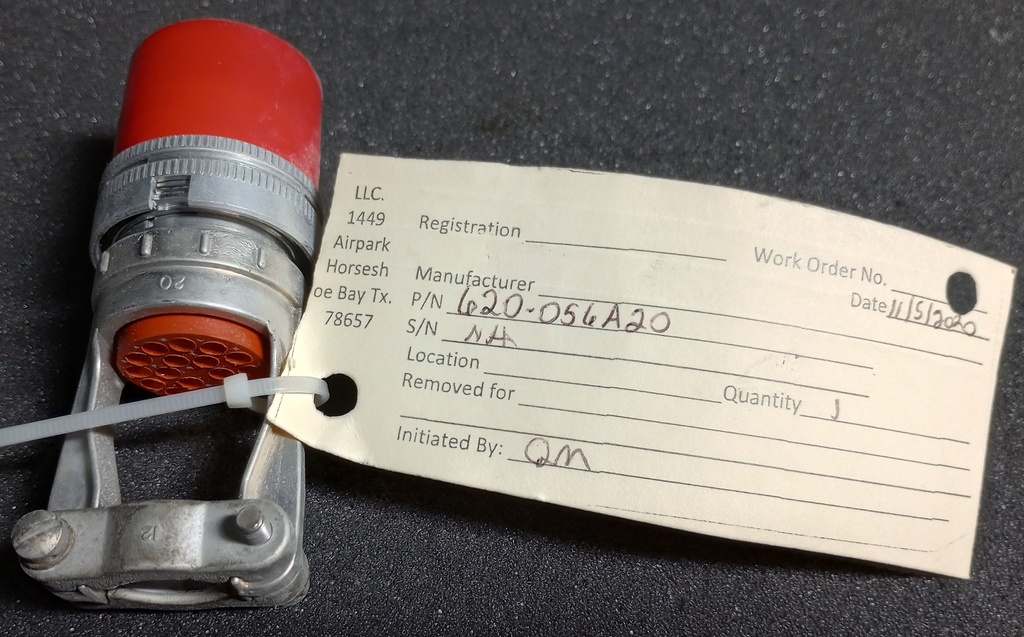 LLC.
1449
Airpark
Horsesh
oe Bay Tx.
78657
Registration
Work Order No.
Manufacturer
Date 11/5/2020
P/N 620-056A20
S/N NA
Location
Removed for
Quantity 1
Initiated By: QM
20
12